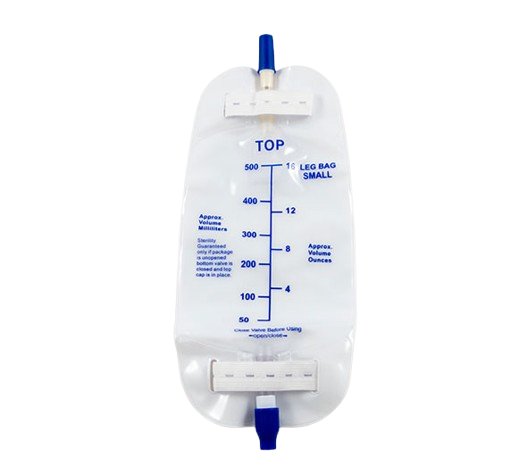 TOP
500 16 LEG BAG
SMALL
400
12
Approx.
Volume
Milliliters
300
8
Approx.
Volume
Ounces
Sterility
Guaranteed
only if package
is unopened
bottom valve is
closed and top
cap is in place.
200
4
100
50
Close Valve Before Using
open/close